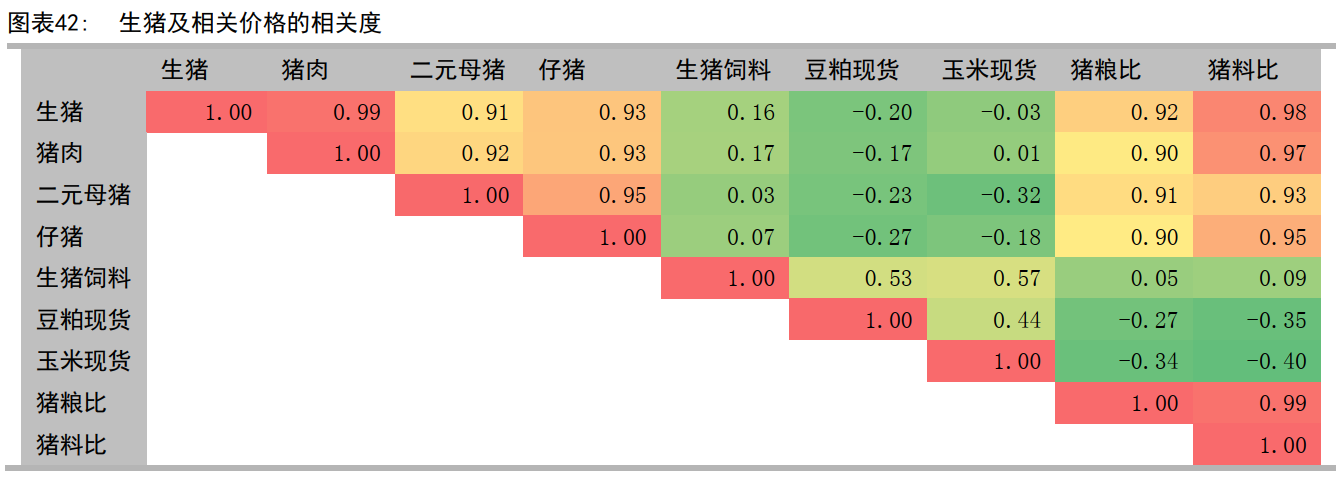 图表42： 生猪及相关价格的相关度
生猪 猪肉 二元母猪 仔猪 生猪饲料 豆粕现货 玉米现货 猪粮比 猪料比
生猪 1.00 0.99 0.91 0.93 0.16 -0.20 -0.03 0.92 0.98
猪肉 1.00 0.92 0.93 0.17 -0.17 0.01 0.90 0.97
二元母猪 1.00 0.95 0.03 -0.23 -0.32 0.91 0.93
仔猪 1.00 0.07 -0.27 -0.18 0.90 0.95
生猪饲料 1.00 0.53 0.57 0.05 0.09
豆粕现货 1.00 0.44 -0.27 -0.35
玉米现货 1.00 -0.34 -0.40
猪粮比 1.00 0.99
猪料比 1.00